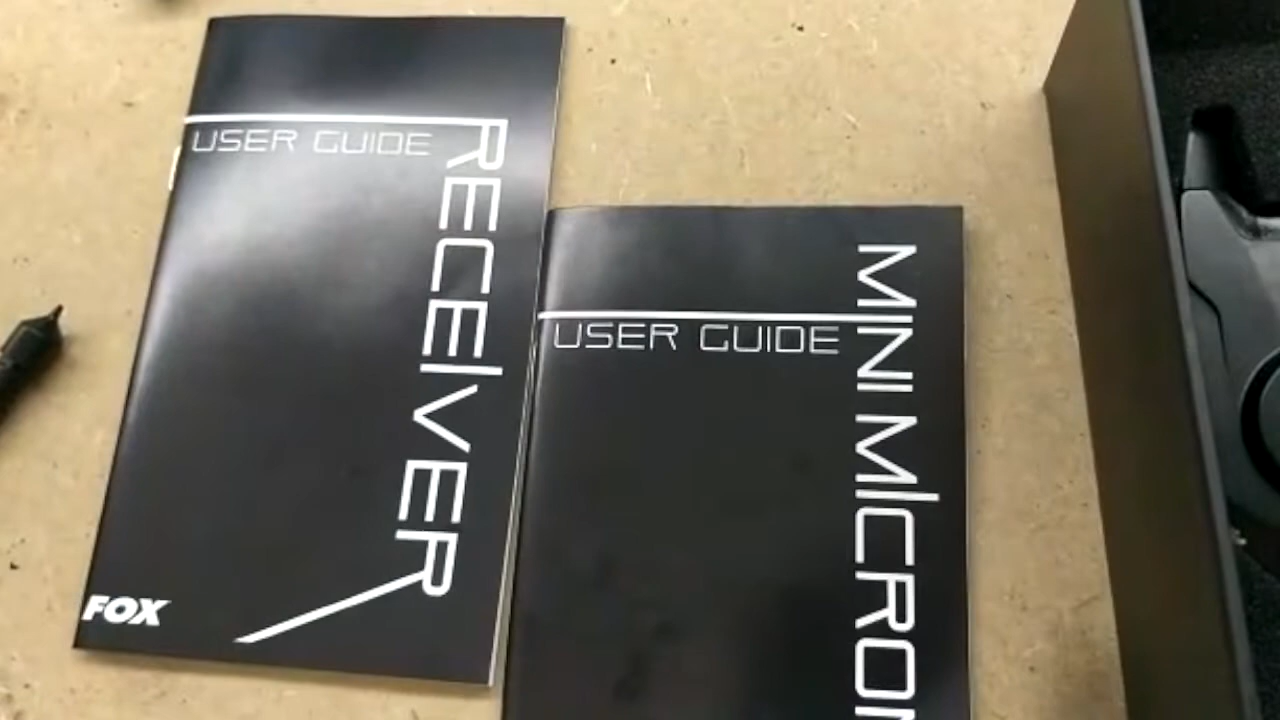 USER GUIDE
RECEIVER
FOX
USER GUIDE
MINI MICRON